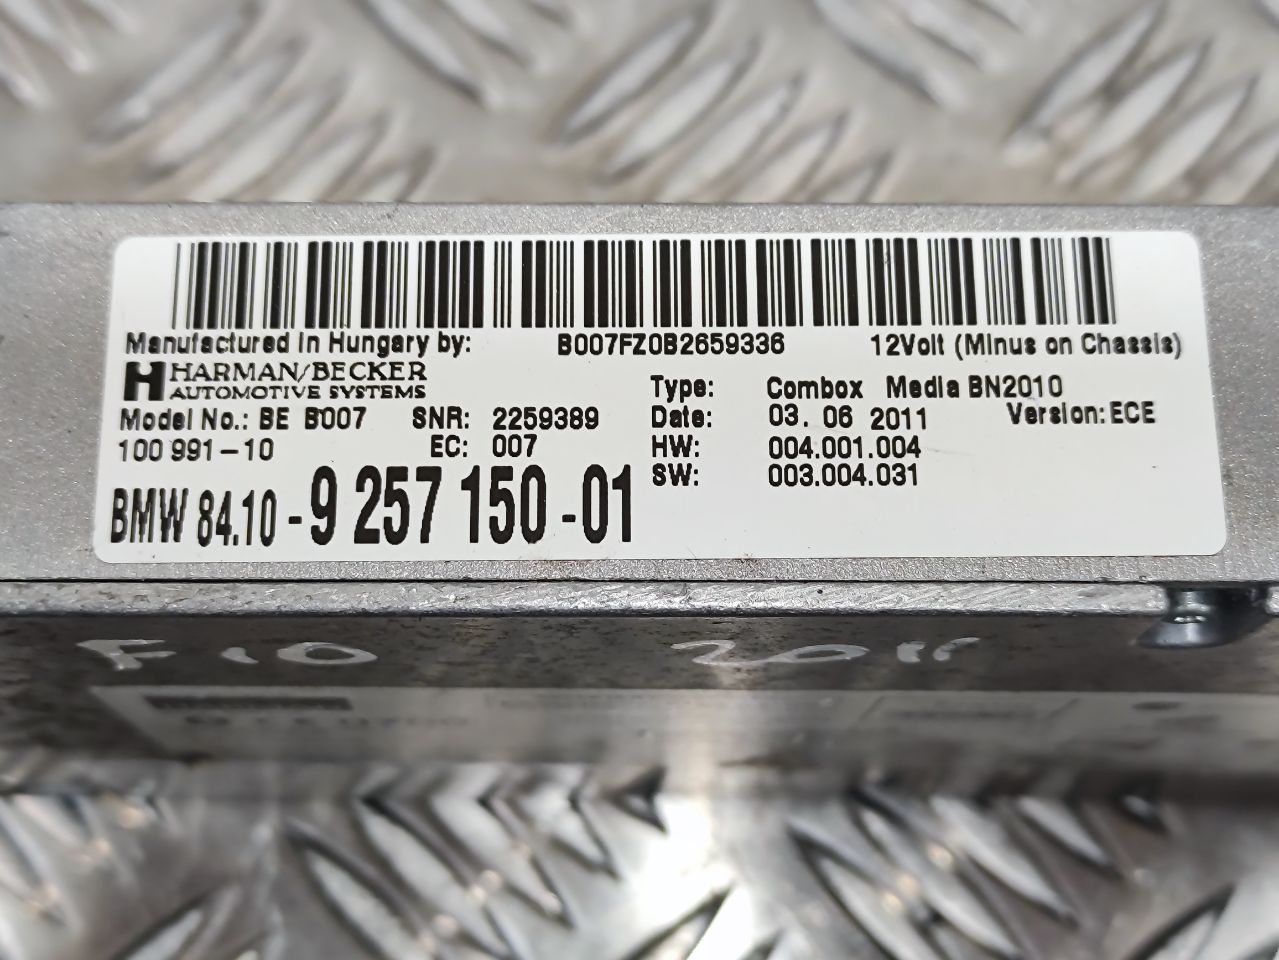 Manufactured in Hungary by: B007FZ0B2659336 12Volt (Minus on Chassis)
HARMAN/BECKER
AUTOMOTIVE SYSTEMS
Type: Combox Media BN2010
Model No.: BE B007 SNR: 2259389 Date: 03. 06 2011 Version: ECE
100 991-10 EC: 007 HW: 004.001.004
SW: 003.004.031
BMW 84.10-9 257 150-01
F10 2011